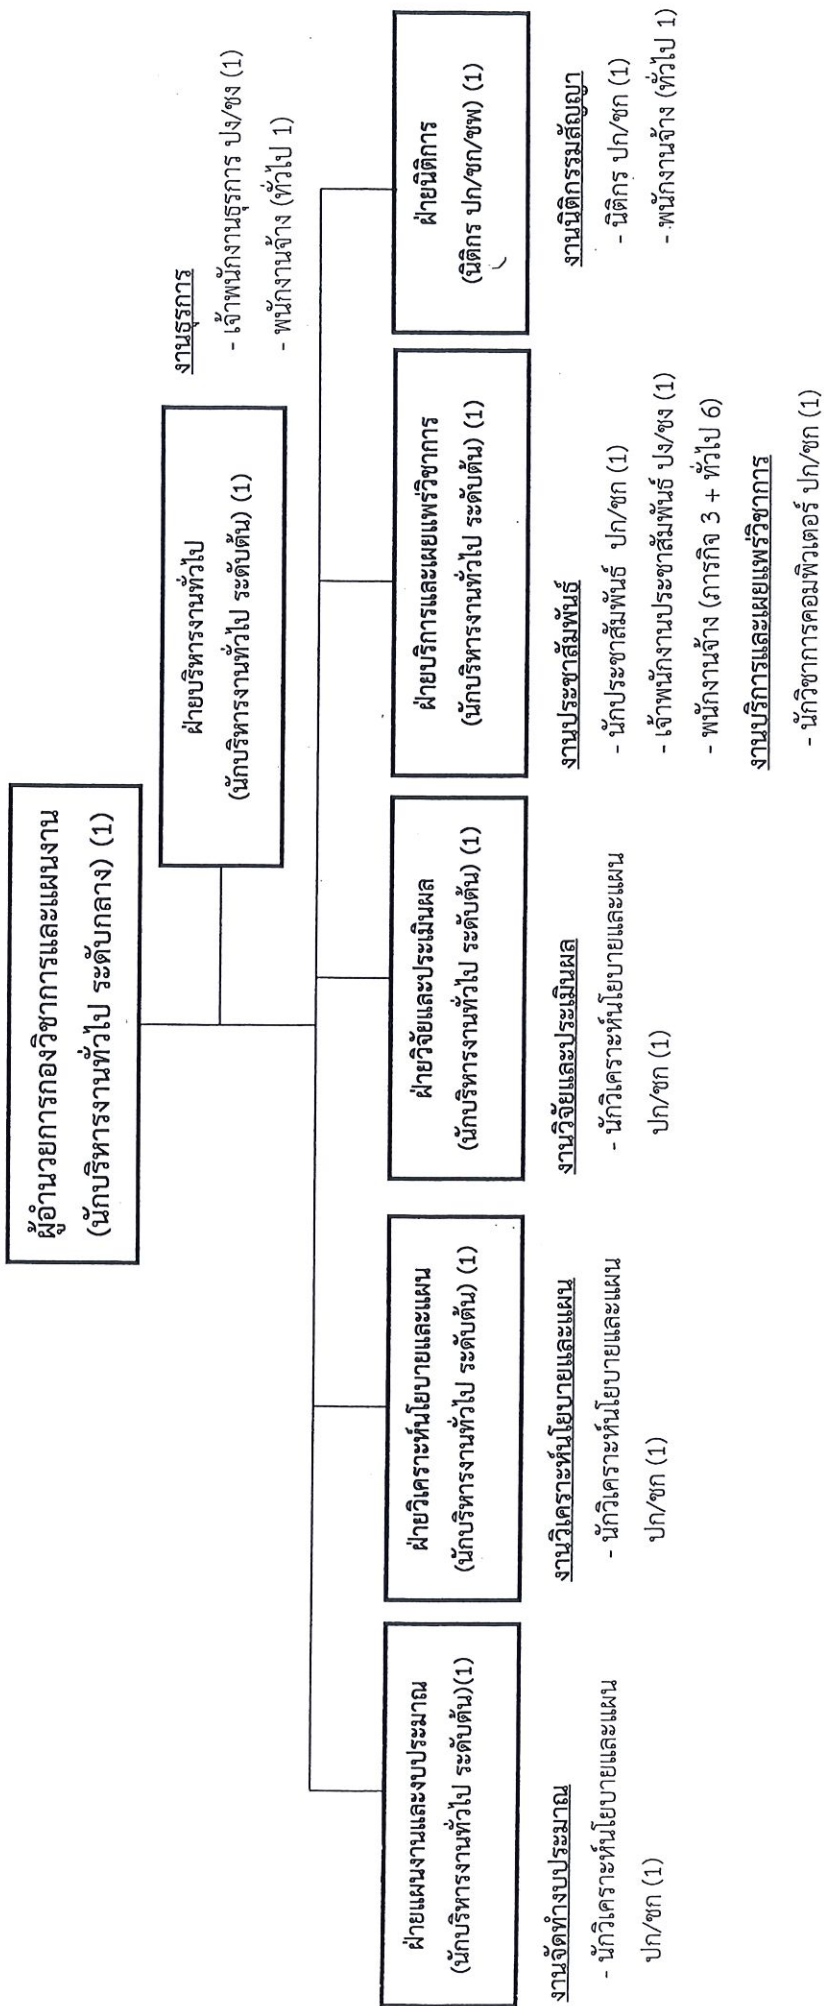 ผู้อำนวยการกองวิชาการและแผนงาน
(นักบริหารงานทั่วไป ระดับกลาง) (1)
ฝ่ายบริหารงานทั่วไป
(นักบริหารงานทั่วไป ระดับต้น) (1)
งานธุรการ
- เจ้าพนักงานธุรการ ปง/ชง (1)
- พนักงานจ้าง (ทั่วไป 1)
ฝ่ายแผนงานและงบประมาณ
(นักบริหารงานทั่วไป ระดับต้น)(1)
งานจัดทำงบประมาณ
- นักวิเคราะห์นโยบายและแผน
ปก/ชก (1)
ฝ่ายวิเคราะห์นโยบายและแผน
(นักบริหารงานทั่วไป ระดับต้น) (1)
งานวิเคราะห์นโยบายและแผน
- นักวิเคราะห์นโยบายและแผน
ปก/ชก (1)
ฝ่ายวิจัยและประเมินผล
(นักบริหารงานทั่วไป ระดับต้น) (1)
งานวิจัยและประเมินผล
- นักวิเคราะห์นโยบายและแผน
ปก/ชก (1)
ฝ่ายบริการและเผยแพร่วิชาการ
(นักบริหารงานทั่วไป ระดับต้น) (1)
งานประชาสัมพันธ์
- นักประชาสัมพันธ์ ปก/ชก (1)
- เจ้าพนักงานประชาสัมพันธ์ ปง/ชง (1)
- พนักงานจ้าง (ภารกิจ 3 + ทั่วไป 6)
งานบริการและเผยแพร่วิชาการ
- นักวิชาการคอมพิวเตอร์ ปก/ชก (1)
ฝ่ายนิติการ
(นิติกร ปก/ชก/ชพ) (1)
งานนิติกรรมสัญญา
- นิติกร ปก/ชก (1)
- พนักงานจ้าง (ทั่วไป 1)